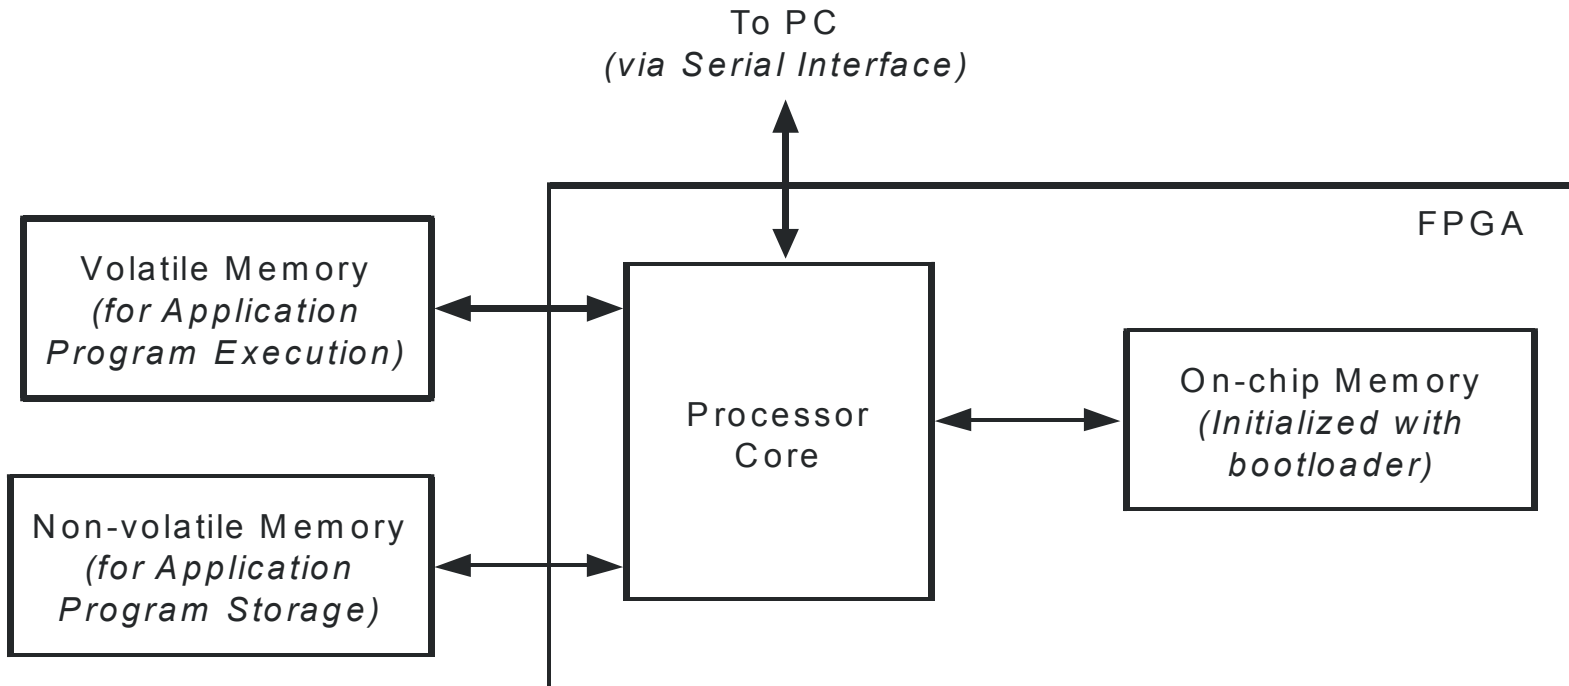 To PC
(via Serial Interface)
FPGA
Volatile Memory
(for Application
Program Execution)
Processor
Core
On-chip Memory
(Initialized with
bootloader)
Non-volatile Memory
(for Application
Program Storage)